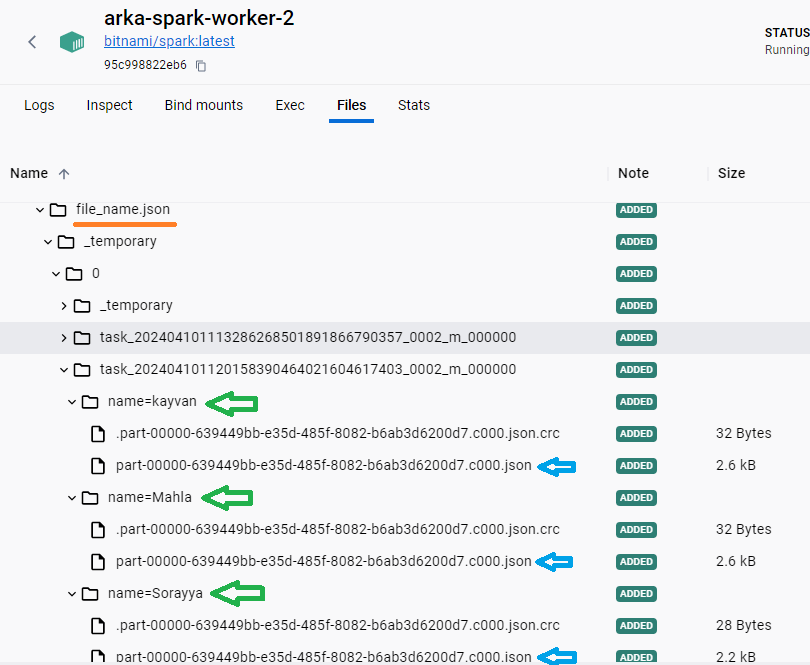 arka-spark-worker-2
bitnami/spark:latest
95c998822eb6
STATUS
Running
Logs Inspect Bind mounts Exec Files Stats
Name Note Size
file_name.json ADDED
_temporary ADDED
0 ADDED
_temporary ADDED
task_202404101113286268501891866790357_0002_m_000000 ADDED
task_202404101120158390464021604617403_0002_m_000000 ADDED
name=kayvan ADDED
.part-00000-639449bb-e35d-485f-8082-b6ab3d6200d7.c000.json.crc ADDED 32 Bytes
part-00000-639449bb-e35d-485f-8082-b6ab3d6200d7.c000.json ADDED 2.6 kB
name=Mahla ADDED
.part-00000-639449bb-e35d-485f-8082-b6ab3d6200d7.c000.json.crc ADDED 32 Bytes
part-00000-639449bb-e35d-485f-8082-b6ab3d6200d7.c000.json ADDED 2.6 kB
name=Sorayya ADDED
.part-00000-639449bb-e35d-485f-8082-b6ab3d6200d7.c000.json.crc ADDED 28 Bytes
part-00000-639449bb-e35d-485f-8082-b6ab3d6200d7.c000.json ADDED 2.2 kB